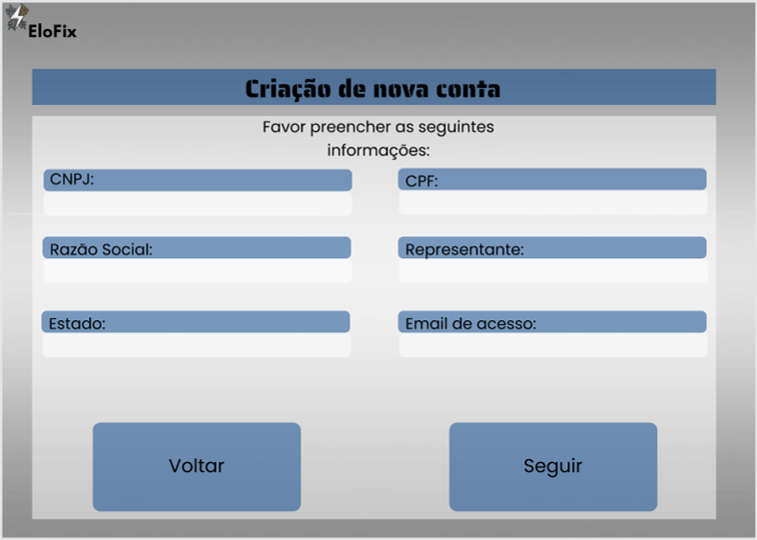 EloFix
Criação de nova conta
Favor preencher as seguintes
informações:
CNPJ:
CPF:
Razão Social:
Representante:
Estado:
Email de acesso:
Voltar
Seguir